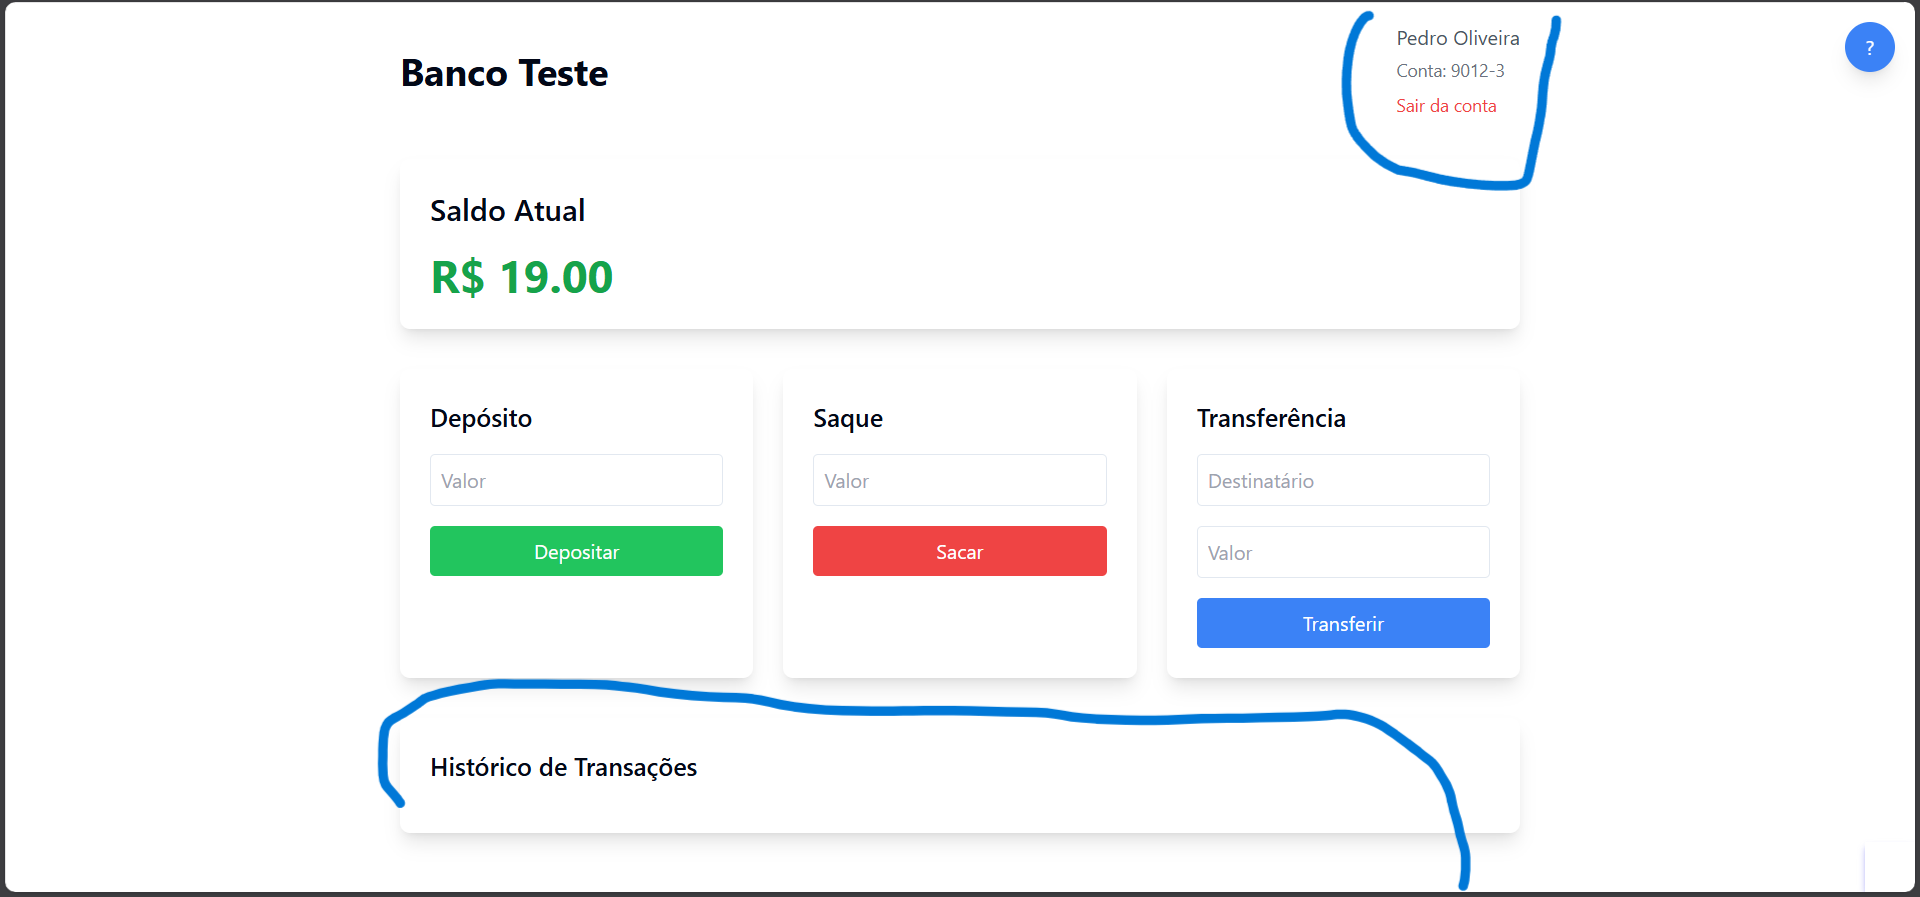 Banco Teste
Pedro Oliveira
Conta: 9012-3
Sair da conta
?
Saldo Atual
R$ 19.00
Depósito
Valor
Depositar
Saque
Valor
Sacar
Transferência
Destinatário
Valor
Transferir
Histórico de Transações